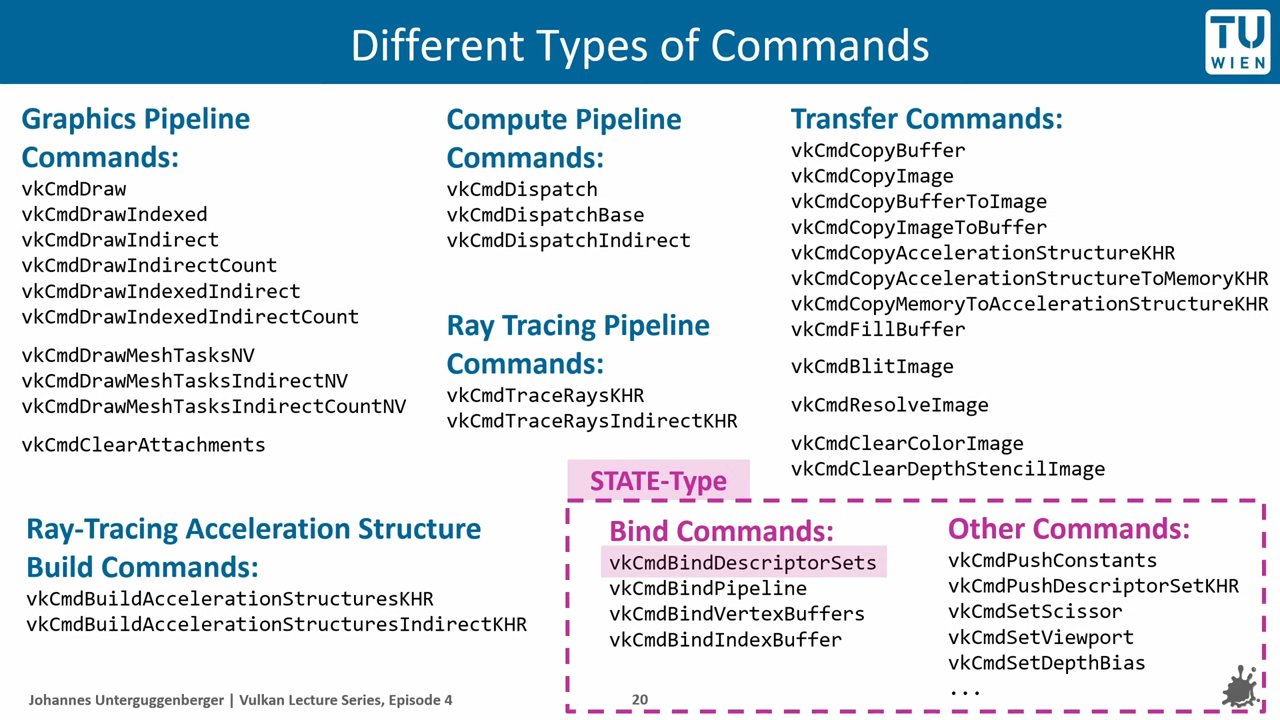 Different Types of Commands
TU
WIEN
Graphics Pipeline
Commands:
vkCmdDraw
vkCmdDrawIndexed
vkCmdDrawIndirect
vkCmdDrawIndirectCount
vkCmdDrawIndexedIndirect
vkCmdDrawIndexedIndirectCount
vkCmdDrawMeshTasksNV
vkCmdDrawMeshTasksIndirectNV
vkCmdDrawMeshTasksIndirectCountNV
vkCmdClearAttachments
Compute Pipeline
Commands:
vkCmdDispatch
vkCmdDispatchBase
vkCmdDispatchIndirect
Ray Tracing Pipeline
Commands:
vkCmdTraceRaysKHR
vkCmdTraceRaysIndirectKHR
Transfer Commands:
vkCmdCopyBuffer
vkCmdCopyImage
vkCmdCopyBufferToImage
vkCmdCopyImageToBuffer
vkCmdCopyAccelerationStructureKHR
vkCmdCopyAccelerationStructureToMemoryKHR
vkCmdCopyMemoryToAccelerationStructureKHR
vkCmdFillBuffer
vkCmdBlitImage
vkCmdResolveImage
vkCmdClearColorImage
vkCmdClearDepthStencilImage
Ray-Tracing Acceleration Structure
Build Commands:
vkCmdBuildAccelerationStructuresKHR
vkCmdBuildAccelerationStructuresIndirectKHR
STATE-Type
Bind Commands:
vkCmdBindDescriptorSets
vkCmdBindPipeline
vkCmdBindVertexBuffers
vkCmdBindIndexBuffer
Other Commands:
vkCmdPushConstants
vkCmdPushDescriptorSetKHR
vkCmdSetScissor
vkCmdSetViewport
vkCmdSetDepthBias
...
Johannes Unterguggenberger | Vulkan Lecture Series, Episode 4
20